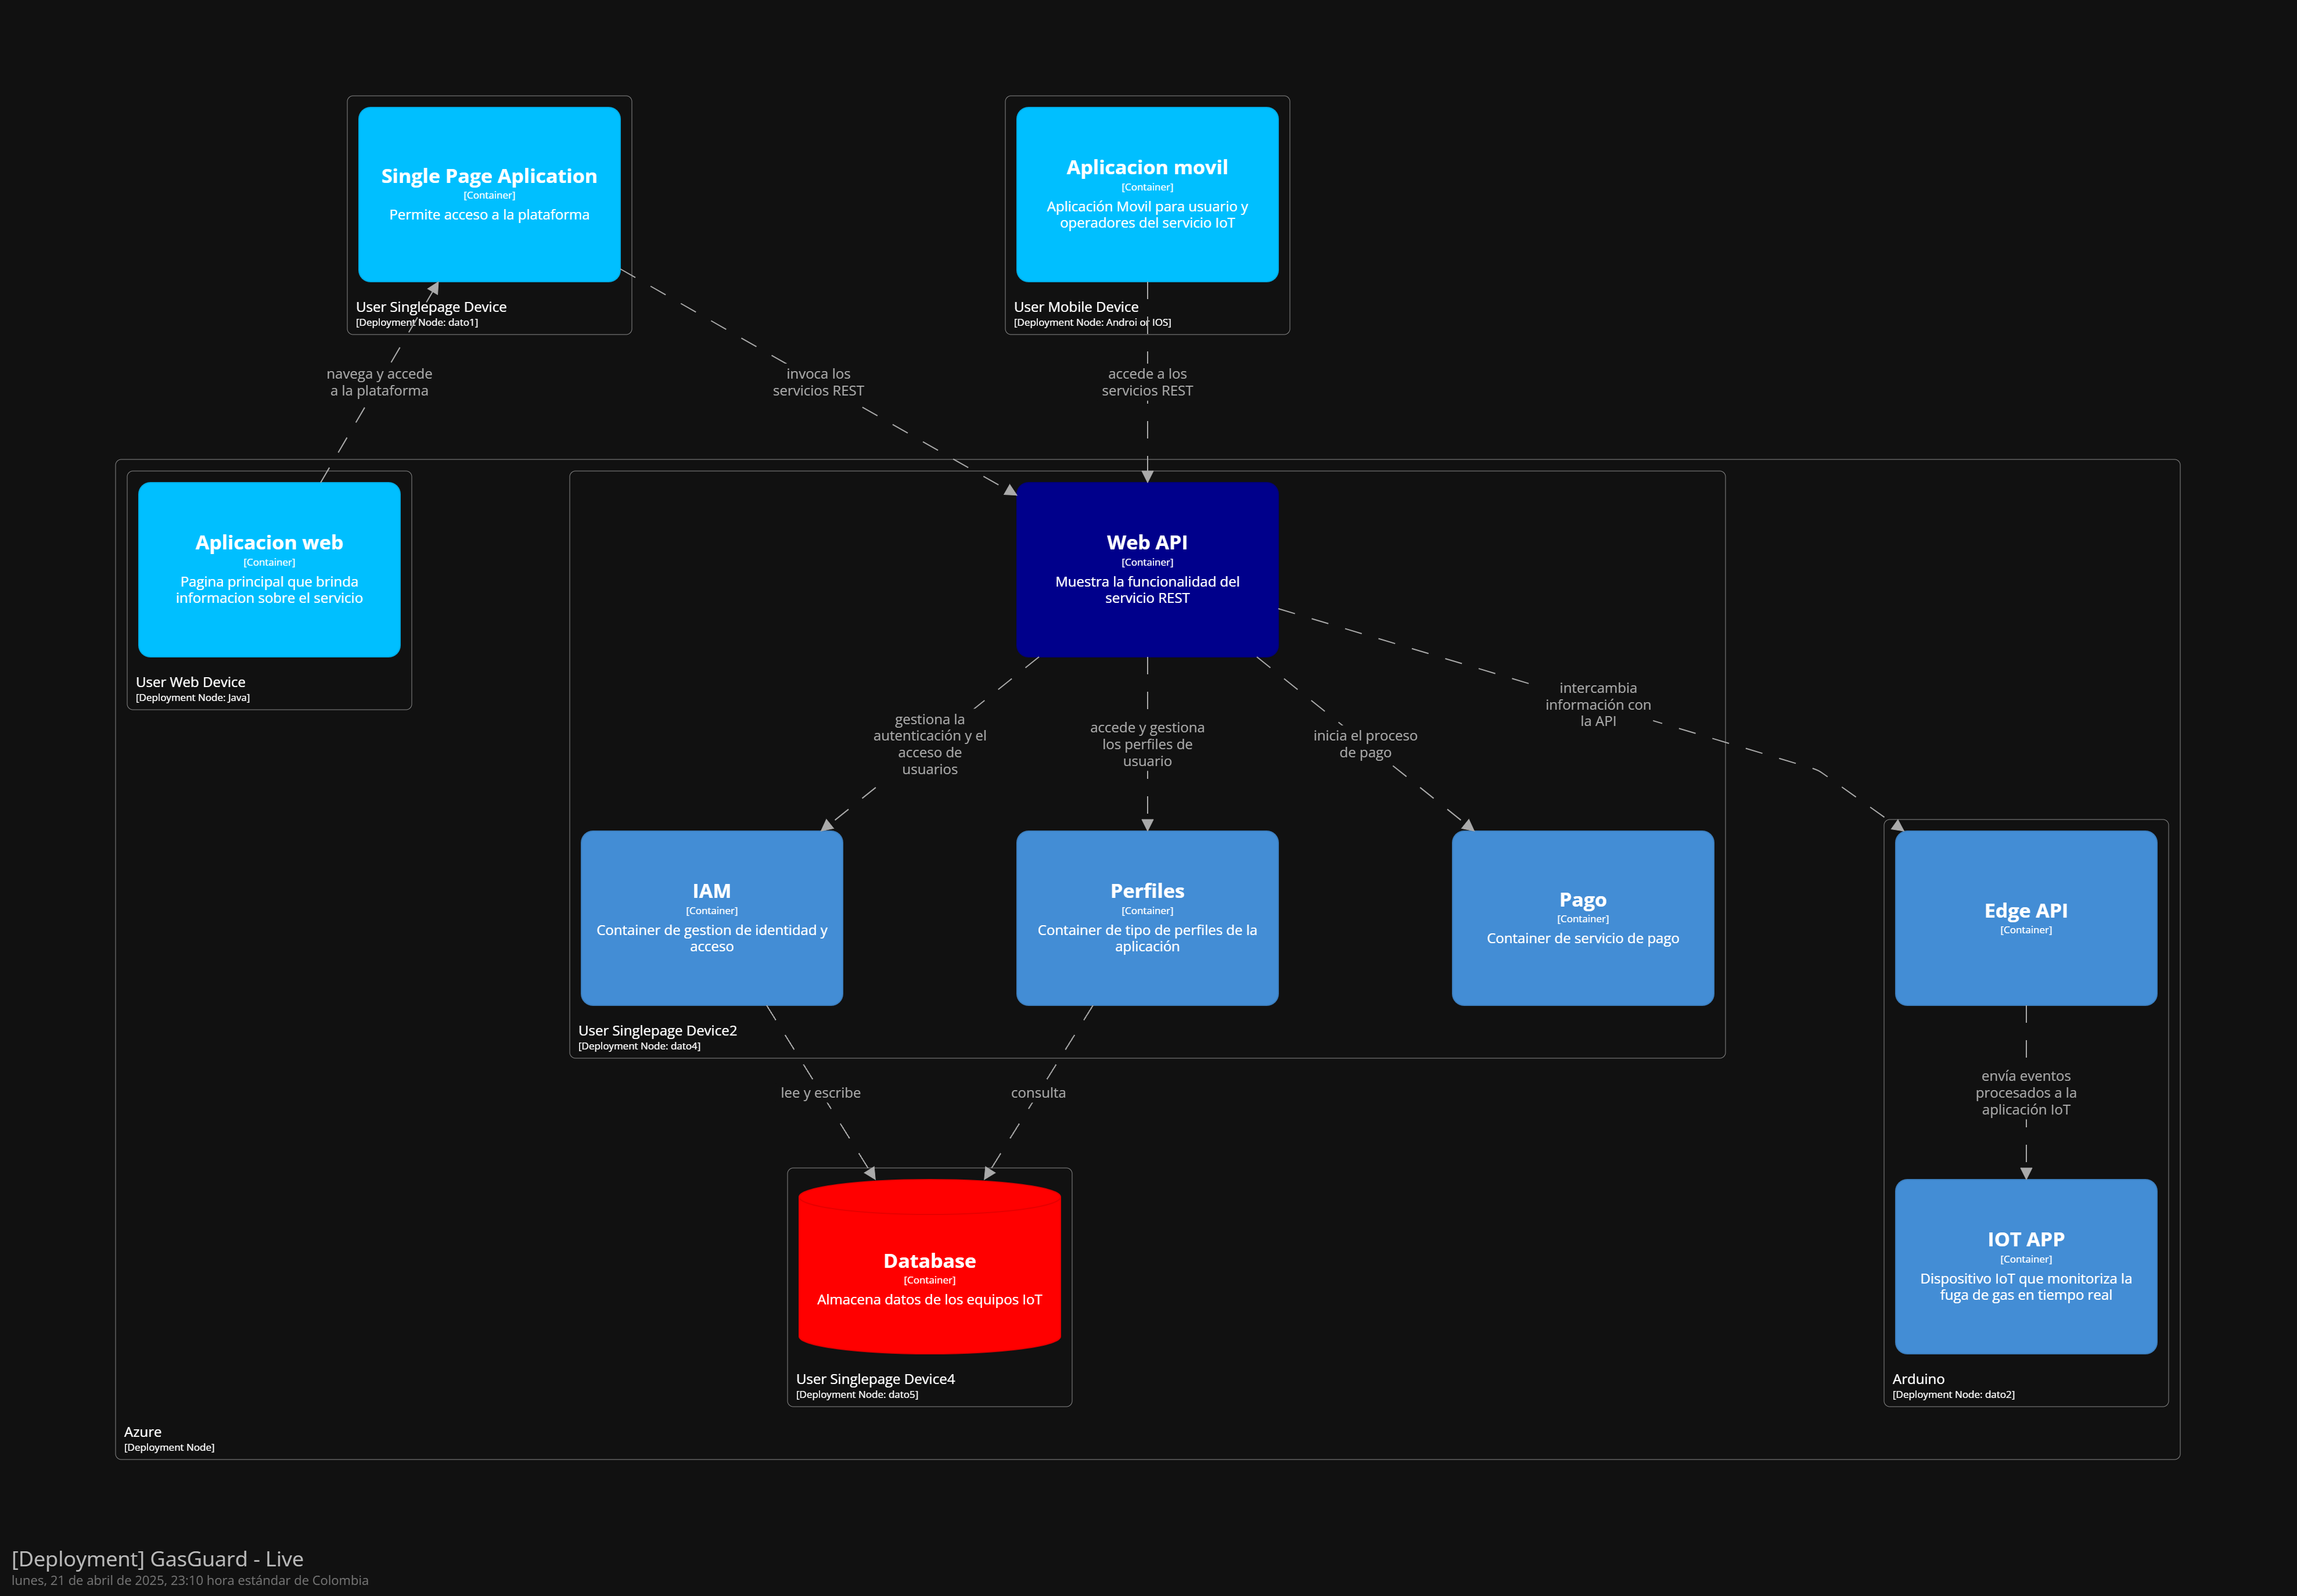 Single Page Aplication
[Container]
Permite acceso a la plataforma
User Singlepage Device
[Deployment Node: dato1]
Aplicacion movil
[Container]
Aplicación Movil para usuario y
operadores del servicio IoT
User Mobile Device
[Deployment Node: Androi or IOS]
navega y accede
a la plataforma
invoca los
servicios REST
accede a los
servicios REST
Aplicacion web
[Container]
Pagina principal que brinda
informacion sobre el servicio
User Web Device
[Deployment Node: Java]
Web API
[Container]
Muestra la funcionalidad del
servicio REST
gestiona la
autenticación y el
acceso de
usuarios
accede y gestiona
los perfiles de
usuario
inicia el proceso
de pago
intercambia
información con
la API
IAM
[Container]
Container de gestion de identidad y
acceso
Perfiles
[Container]
Container de tipo de perfiles de la
aplicación
Pago
[Container]
Container de servicio de pago
Edge API
[Container]
User Singlepage Device2
[Deployment Node: dato4]
lee y escribe
consulta
envía eventos
procesados a la
aplicación IoT
Database
[Container]
Almacena datos de los equipos IoT
User Singlepage Device4
[Deployment Node: dato5]
IOT APP
[Container]
Dispositivo IoT que monitoriza la
fuga de gas en tiempo real
Arduino
[Deployment Node: dato2]
Azure
[Deployment Node]
[Deployment] GasGuard - Live
lunes, 21 de abril de 2025, 23:10 hora estándar de Colombia